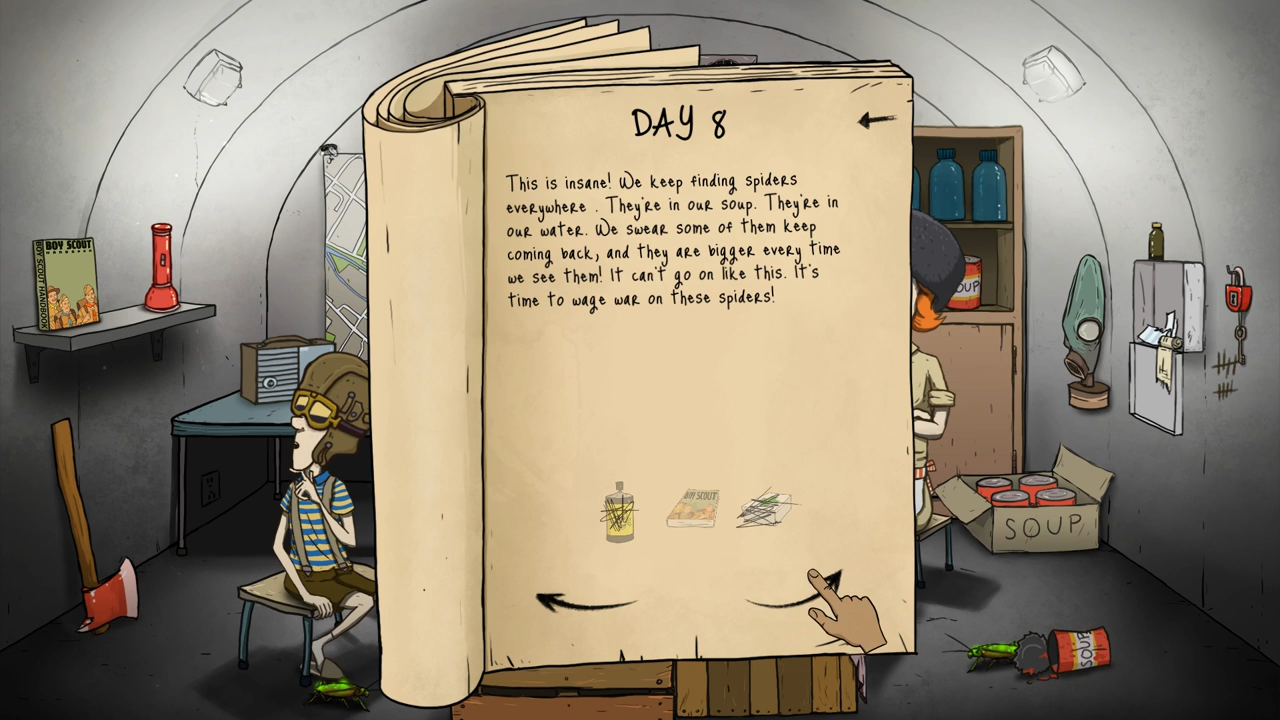 DAY 8
This is insane! We keep finding spiders
everywhere . They're in our soup. They're in
our water. We swear some of them keep
coming back, and they are bigger every time
we see them! It can't go on like this. It's
time to wage war on these spiders!
BOY SCOUT
BOY SCOUT HANDBOOK
BOY SCOUT
OUP
SOUP
SOUP